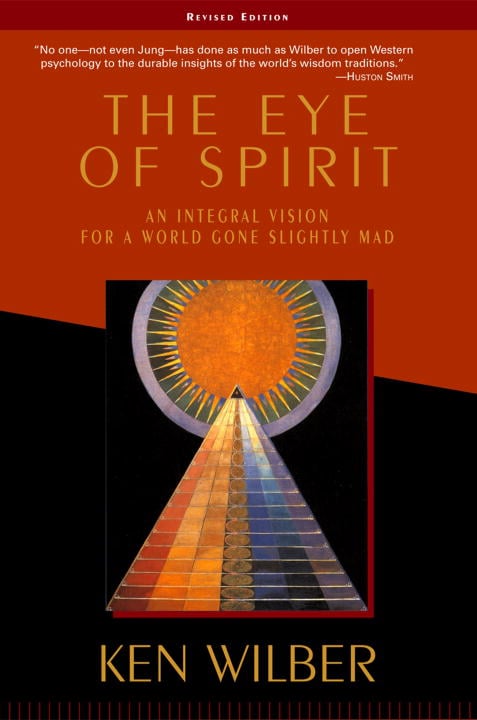 REVISED EDITION
“No one—not even Jung—has done as much as Wilber to open Western
psychology to the durable insights of the world’s wisdom traditions.”
—HUSTON SMITH
THE EYE
OF SPIRIT
AN INTEGRAL VISION
FOR A WORLD GONE SLIGHTLY MAD
KEN WILBER